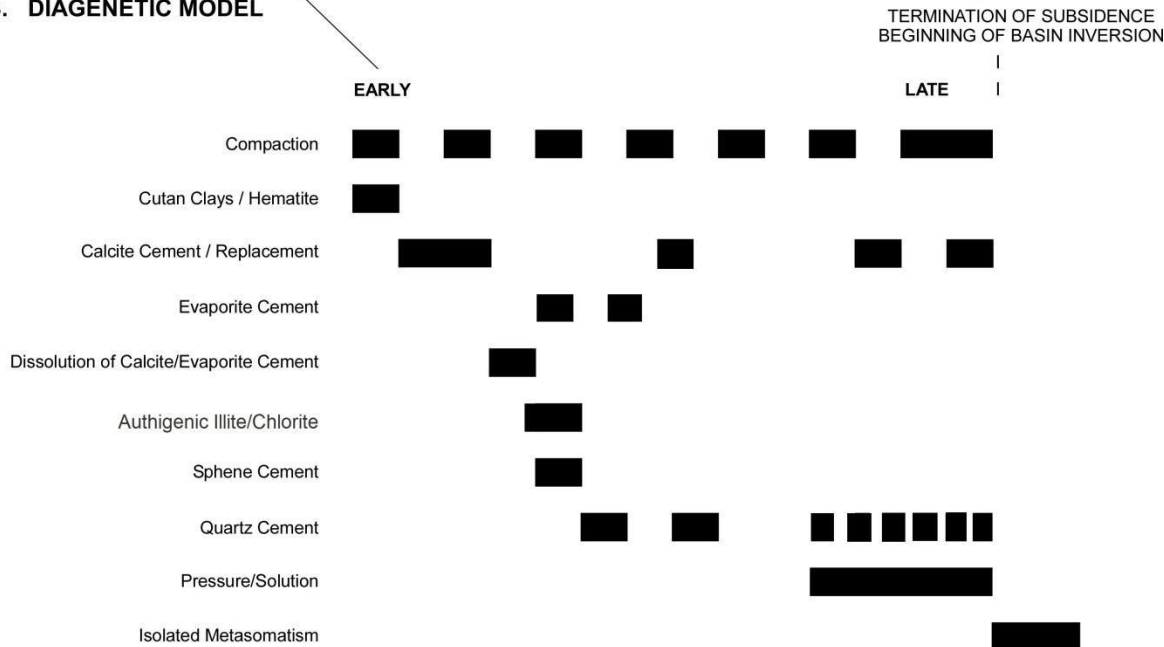 DIAGENETIC MODEL
TERMINATION OF SUBSIDENCE
BEGINNING OF BASIN INVERSION
EARLY
LATE
Compaction
Cutan Clays / Hematite
Calcite Cement / Replacement
Evaporite Cement
Dissolution of Calcite/Evaporite Cement
Authigenic Illite/Chlorite
Sphene Cement
Quartz Cement
Pressure/Solution
Isolated Metasomatism